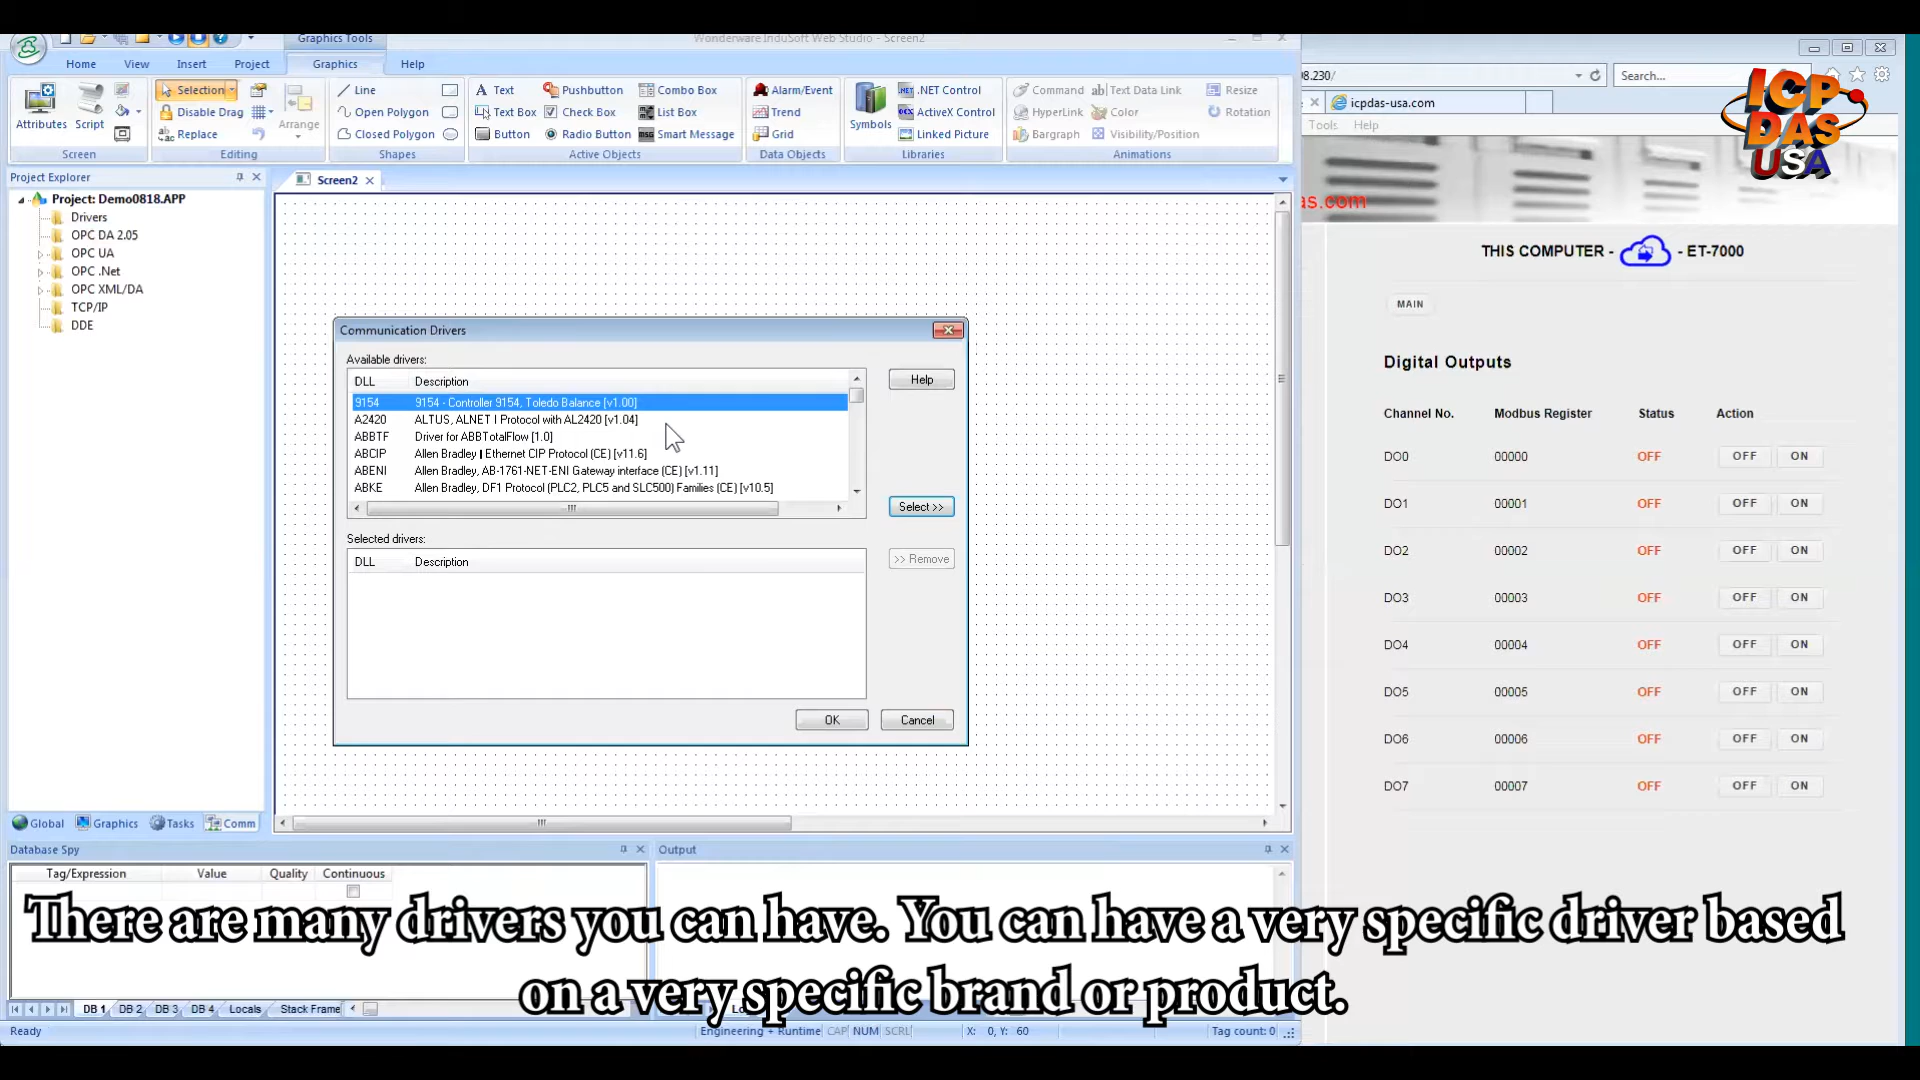 Graphics Tools
Wonderware InduSoft Web Studio - Screen2
Home View Insert Project Graphics Help
Attributes Script
Screen
Selection
Disable Drag
Replace
Arrange
Editing
Line
Open Polygon
Closed Polygon
Shapes
Text Pushbutton Combo Box
Text Box Check Box List Box
Button Radio Button Smart Message
Active Objects
Alarm/Event
Trend
Grid
Data Objects
Symbols
.NET Control
ActiveX Control
Linked Picture
Libraries
Command Text Data Link Resize
HyperLink Color Rotation
Bargraph Visibility/Position
Animations
8.230/
Search...
icpdas-usa.com
Tools Help
ICP
DAS
USA
as.com
Project Explorer
Project: Demo0818.APP
Drivers
OPC DA 2.05
OPC UA
OPC .Net
OPC XML/DA
TCP/IP
DDE
Global Graphics Tasks Comm
Screen2
Communication Drivers
Available drivers:
DLL Description
9154 9154 - Controller 9154, Toledo Balance [v1.00]
A2420 ALTUS, ALNET I Protocol with AL2420 [v1.04]
ABBTF Driver for ABBTotalFlow [1.0]
ABCIP Allen Bradley Ethernet CIP Protocol (CE) [v11.6]
ABENI Allen Bradley, AB-1761-NET-ENI Gateway interface (CE) [v1.11]
ABKE Allen Bradley, DF1 Protocol (PLC2, PLC5 and SLC500) Families (CE) [v10.5]
Help
Select >>
Selected drivers:
>> Remove
DLL Description
OK Cancel
THIS COMPUTER - - ET-7000
MAIN
Digital Outputs
Channel No. Modbus Register Status Action
DO0 00000 OFF OFF ON
DO1 00001 OFF OFF ON
DO2 00002 OFF OFF ON
DO3 00003 OFF OFF ON
DO4 00004 OFF OFF ON
DO5 00005 OFF OFF ON
DO6 00006 OFF OFF ON
DO7 00007 OFF OFF ON
Database Spy
Tag/Expression Value Quality Continuous
Output
There are many drivers you can have. You can have a very specific driver based
on a very specific brand or product.
DB 1 DB 2 DB 3 DB 4 Locals Stack Frame
Ready
Engineering + Runtime CAP NUM SCRL X: 0, Y: 60 Tag count: 0